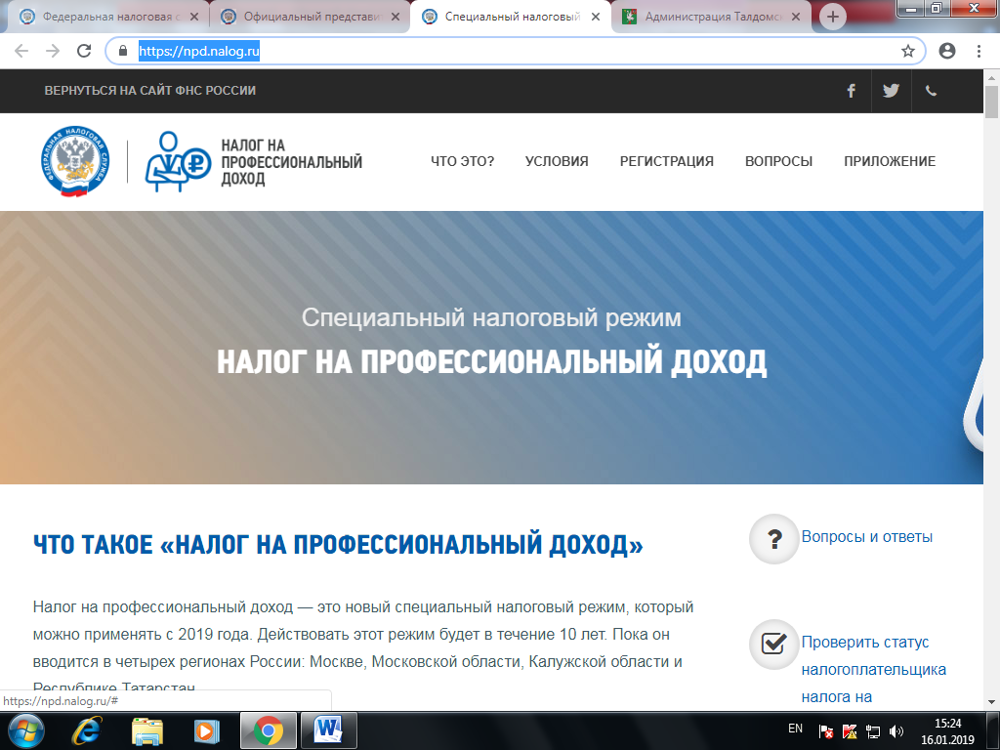 Федеральная налоговая с
Официальный представи
Специальный налоговый
Администрация Талдомс
https://npd.nalog.ru
ВЕРНУТЬСЯ НА САЙТ ФНС РОССИИ
ФЕДЕРАЛЬНАЯ НАЛОГОВАЯ СЛУЖБА
НАЛОГ НА
ПРОФЕССИОНАЛЬНЫЙ
ДОХОД
ЧТО ЭТО? УСЛОВИЯ РЕГИСТРАЦИЯ ВОПРОСЫ ПРИЛОЖЕНИЕ
Специальный налоговый режим
НАЛОГ НА ПРОФЕССИОНАЛЬНЫЙ ДОХОД
ЧТО ТАКОЕ «НАЛОГ НА ПРОФЕССИОНАЛЬНЫЙ ДОХОД»
Налог на профессиональный доход — это новый специальный налоговый режим, который
можно применять с 2019 года. Действовать этот режим будет в течение 10 лет. Пока он
вводится в четырех регионах России: Москве, Московской области, Калужской области и
Республике Татарстан
Вопросы и ответы
Проверить статус
налогоплательщика
налога на
https://npd.nalog.ru/#
EN
15:24
16.01.2019